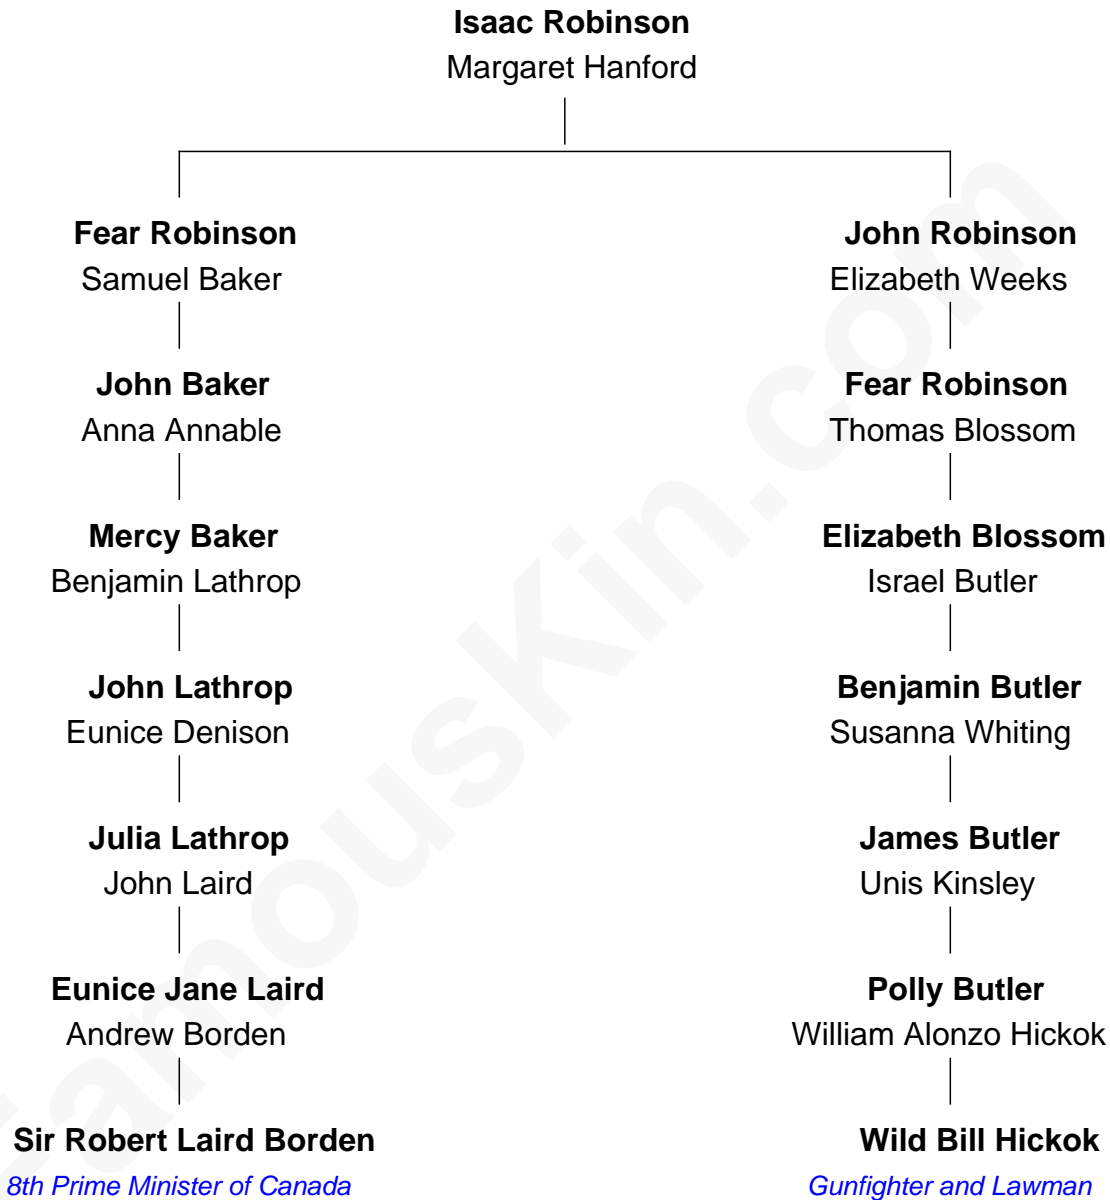 Isaac Robinson
Margaret Hanford
Fear Robinson
Samuel Baker
John Robinson
Elizabeth Weeks
John Baker
Anna Annable
Fear Robinson
Thomas Blossom
Mercy Baker
Benjamin Lathrop
Elizabeth Blossom
Israel Butler
John Lathrop
Eunice Denison
Benjamin Butler
Susanna Whiting
Julia Lathrop
John Laird
James Butler
Unis Kinsley
Eunice Jane Laird
Andrew Borden
Polly Butler
William Alonzo Hickok
Sir Robert Laird Borden
8th Prime Minister of Canada
Wild Bill Hickok
Gunfighter and Lawman
FamousKin.com